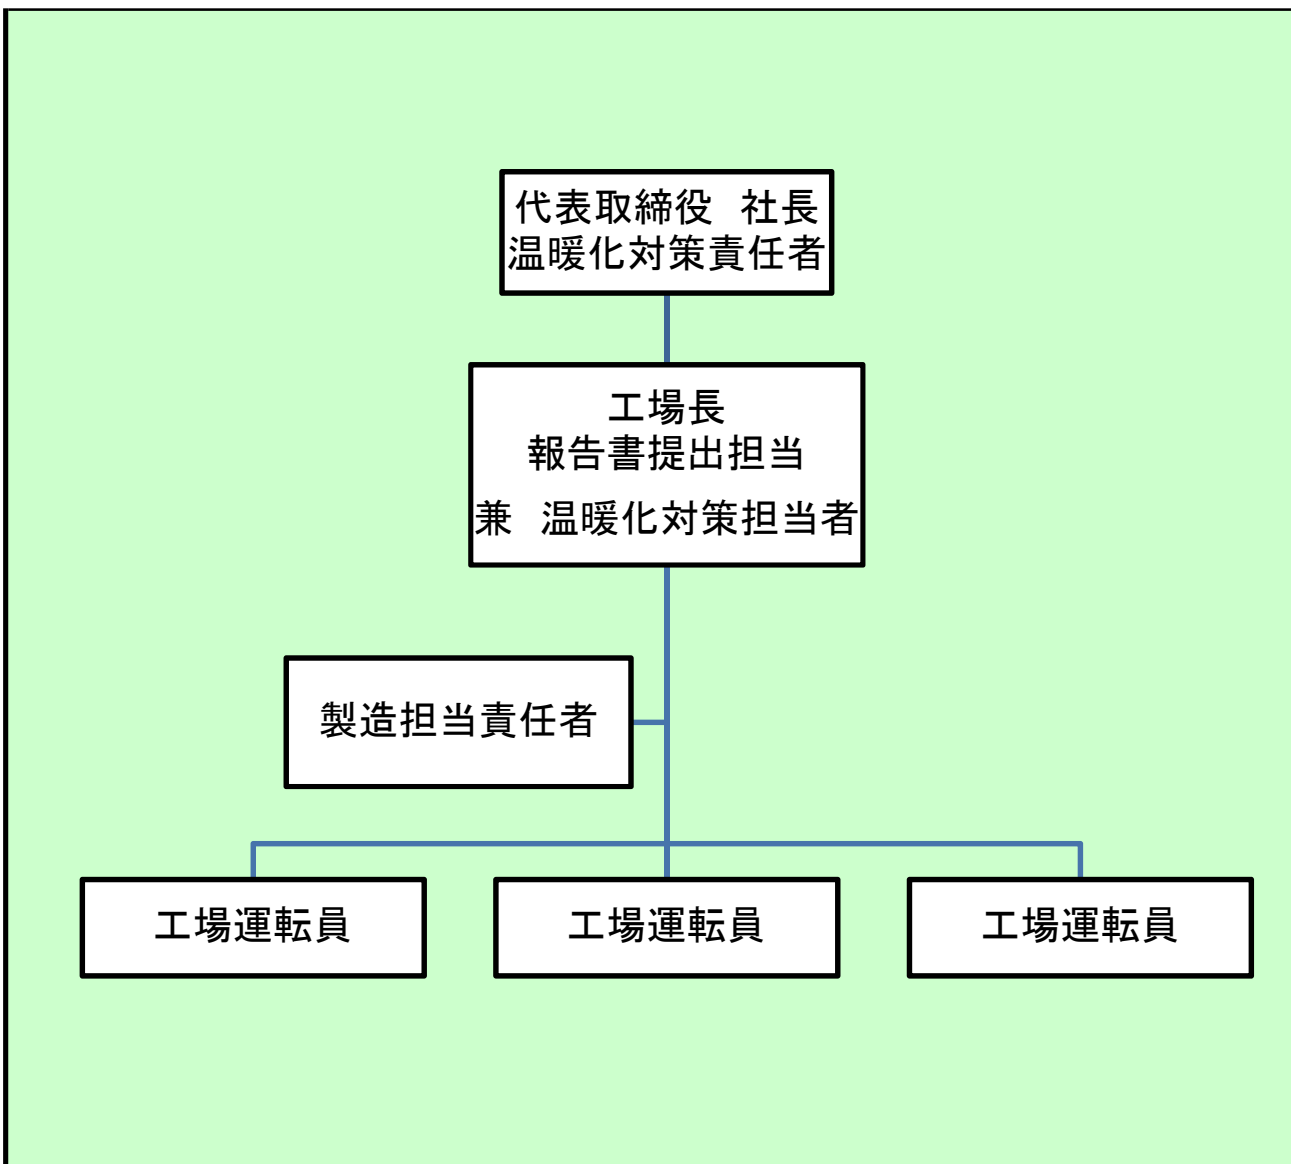 代表取締役　社長
温暖化対策責任者
工場長
報告書提出担当
兼　温暖化対策担当者
製造担当責任者
工場運転員
工場運転員
工場運転員